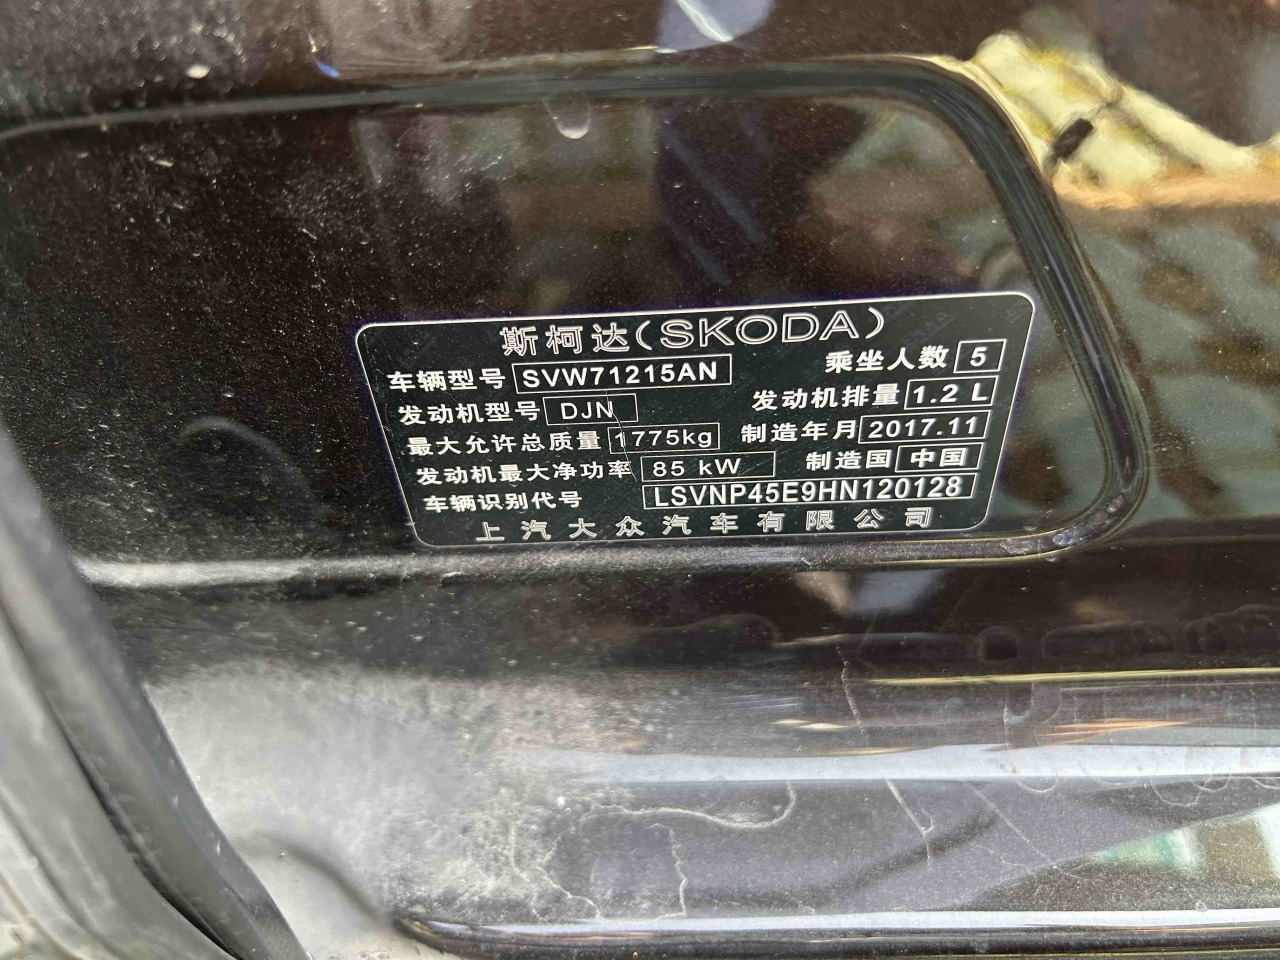 斯柯达(SKODA)
车辆型号 SVW71215AN 乘坐人数 5
发动机型号 DJN 发动机排量 1.2 L
最大允许总质量 1775kg 制造年月 2017.11
发动机最大净功率 85 kW 制造国 中国
车辆识别代号 LSVNP45E9HN120128
上汽大众汽车有限公司